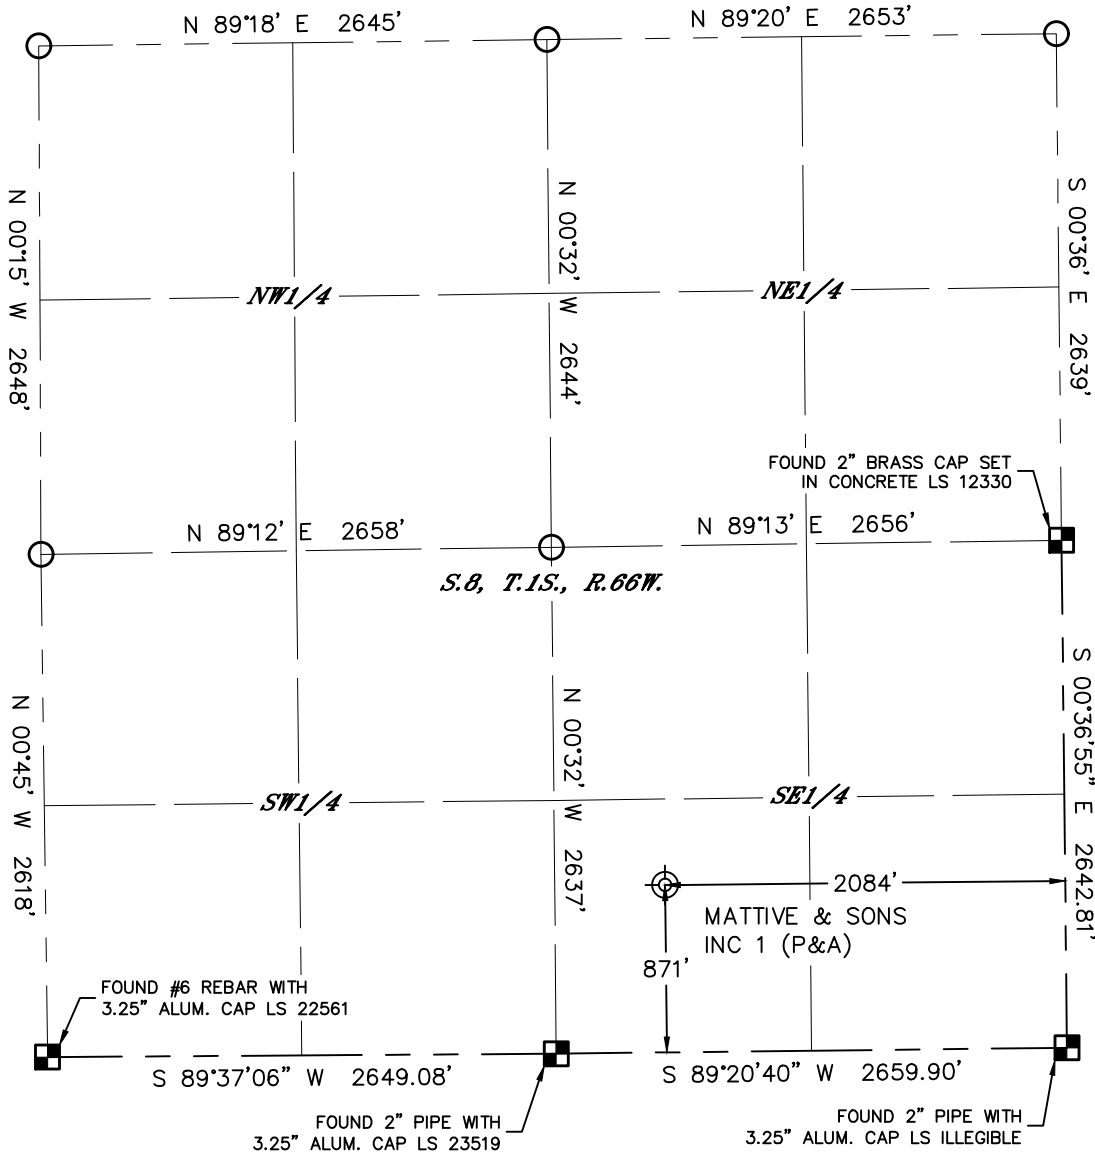 N 89°18' E 2645'
N 89°20' E 2653'
N 00°15' W 2648'
N 00°32' W 2644'
S 00°36' E 2639'
NW1/4
NE1/4
FOUND 2" BRASS CAP SET
IN CONCRETE LS 12330
N 89°12' E 2658'
N 89°13' E 2656'
S.8, T.1S., R.66W.
N 00°45' W 2618'
N 00°32' W 2637'
S 00°36'55" E 2642.81'
SW1/4
SE1/4
2084'
MATTIVE & SONS
INC 1 (P&A)
871'
FOUND #6 REBAR WITH
3.25" ALUM. CAP LS 22561
S 89°37'06" W 2649.08'
S 89°20'40" W 2659.90'
FOUND 2" PIPE WITH
3.25" ALUM. CAP LS 23519
FOUND 2" PIPE WITH
3.25" ALUM. CAP LS ILLEGIBLE